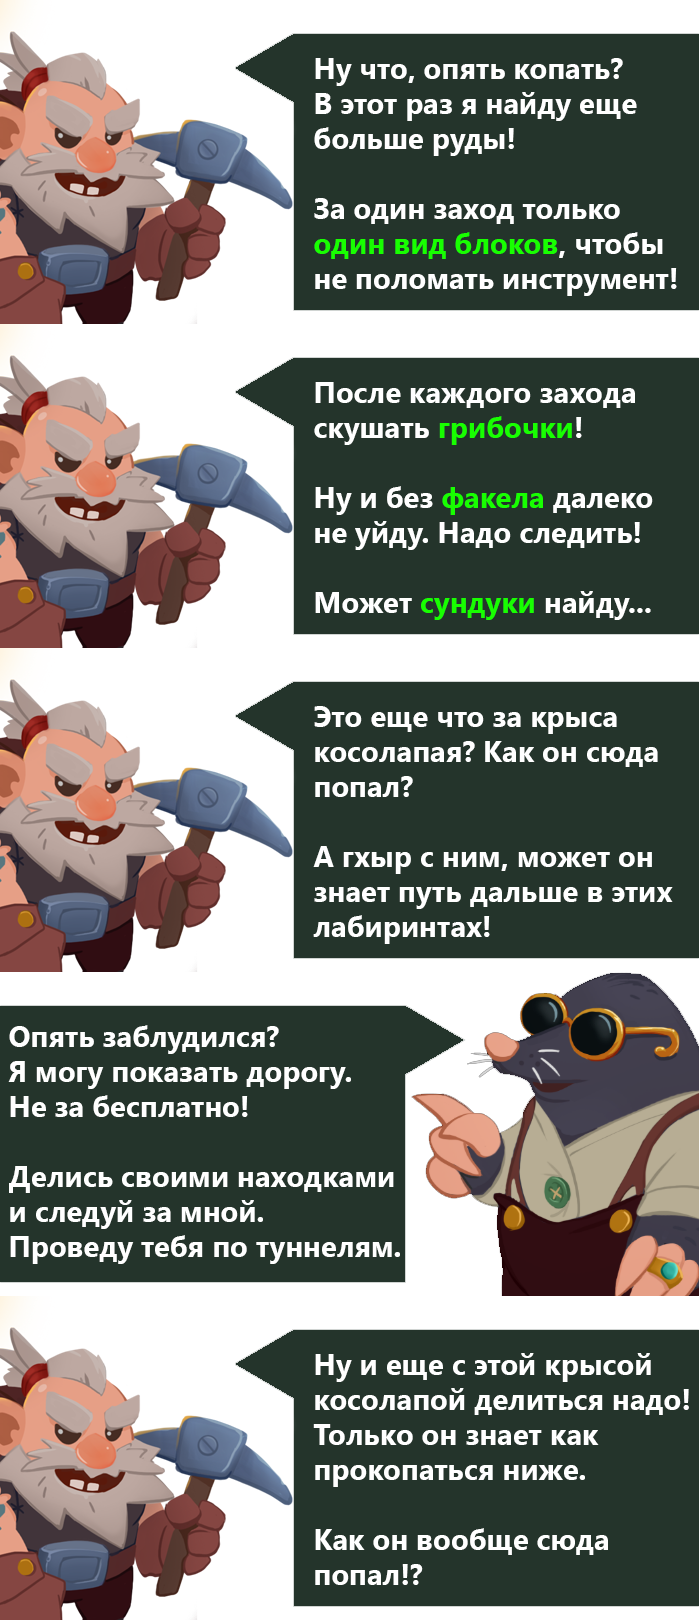 Ну что, опять копать?
В этот раз я найду еще
больше руды!
За один заход только
один вид блоков, чтобы
не поломать инструмент!
После каждого захода
скушать грибочки!
Ну и без факела далеко
не уйду. Надо следить!
Может сундуки найду...
Это еще что за крыса
косолапая? Как он сюда
попал?
А гхыр с ним, может он
знает путь дальше в этих
лабиринтах!
Опять заблудился?
Я могу показать дорогу.
Не за бесплатно!
Делись своими находками
и следуй за мной.
Проведу тебя по туннелям.
Ну и еще с этой крысой
косолапой делиться надо!
Только он знает как
прокопаться ниже.
Как он вообще сюда
попал!?